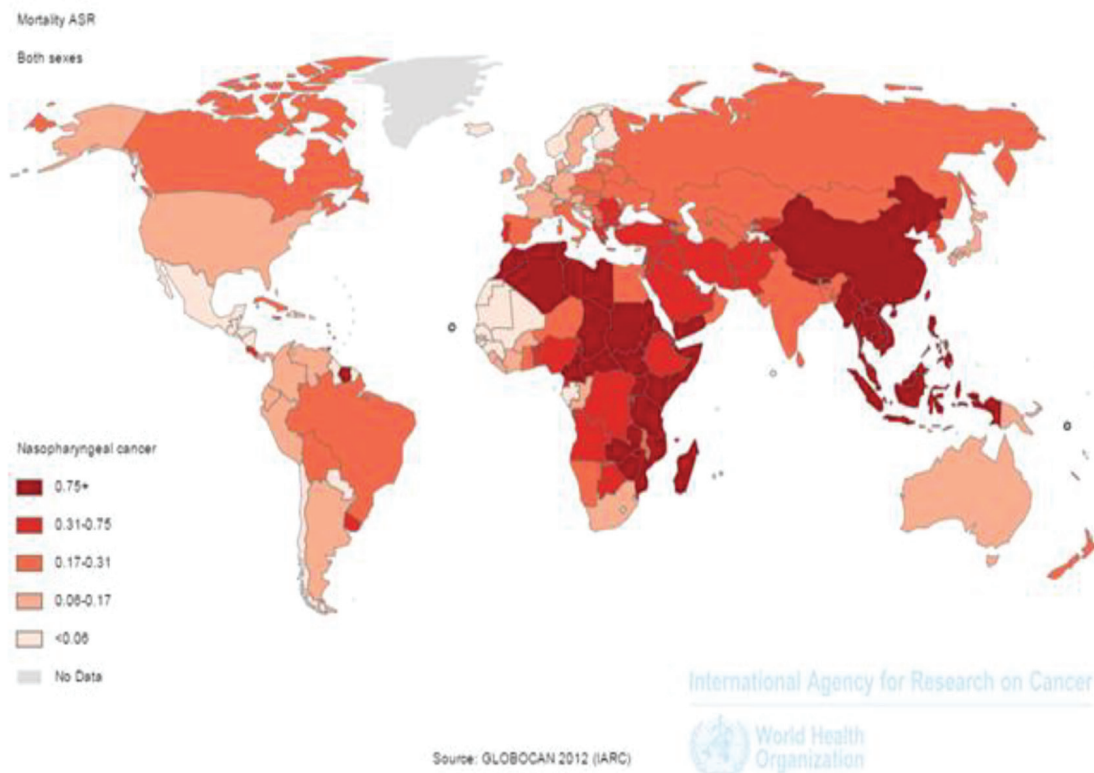 Mortality ASR
Both sexes
Nasopharyngeal cancer
0.75+
0.31-0.75
0.17-0.31
0.06-0.17
<0.06
No Data
International Agency for Research on Cancer
World Health
Organization
Source: GLOBOCAN 2012 (IARC)